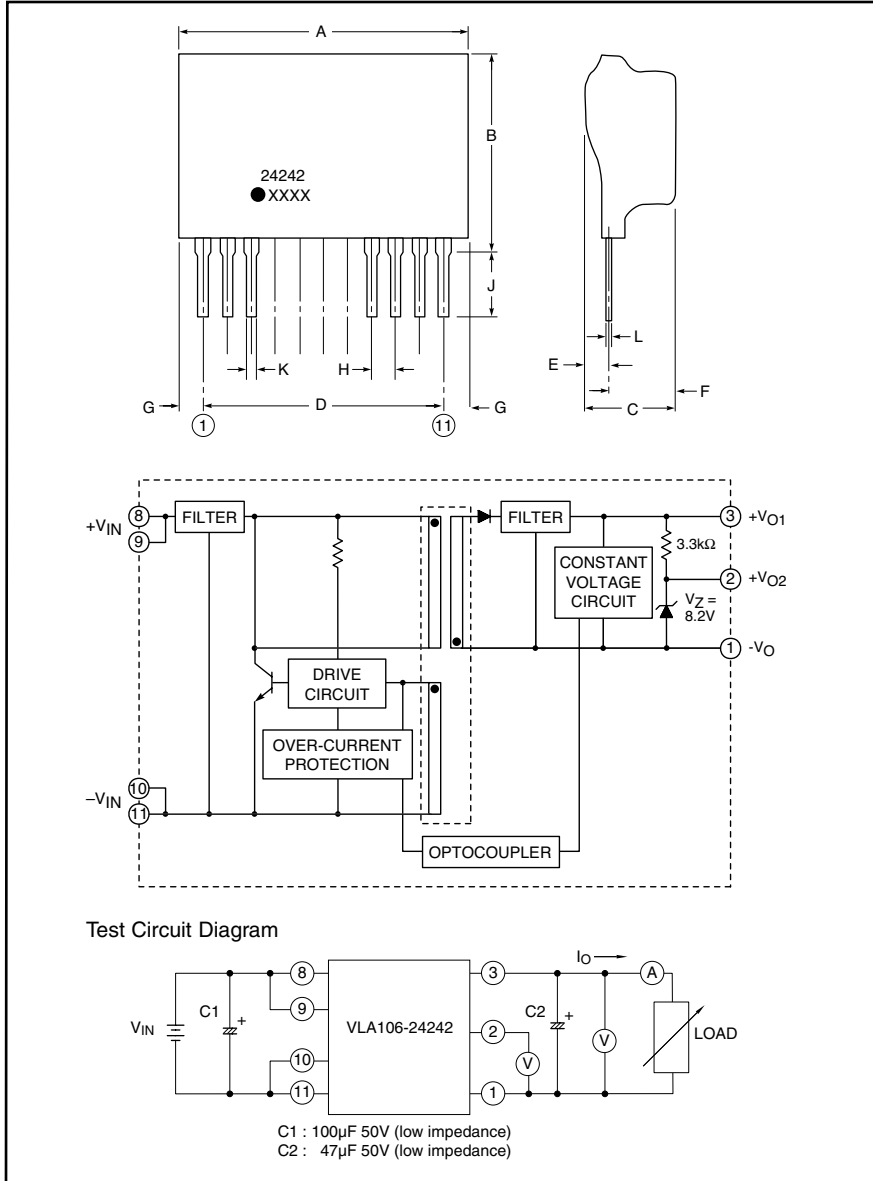 A
B
24242
●XXXX
J
L
K
H
E
F
G
D
G
C
1
11
8
+VIN
9
FILTER
FILTER
3
+VO1
3.3kΩ
CONSTANT
VOLTAGE
CIRCUIT
2
+VO2
VZ =
8.2V
1
-VO
DRIVE
CIRCUIT
OVER-CURRENT
PROTECTION
10
–VIN
11
OPTOCOUPLER
Test Circuit Diagram
IO
8
3
A
C1
+
9
VLA106-24242
C2
+
VIN
2
V
LOAD
10
V
11
1
C1 : 100µF 50V (low impedance)
C2 : 47µF 50V (low impedance)